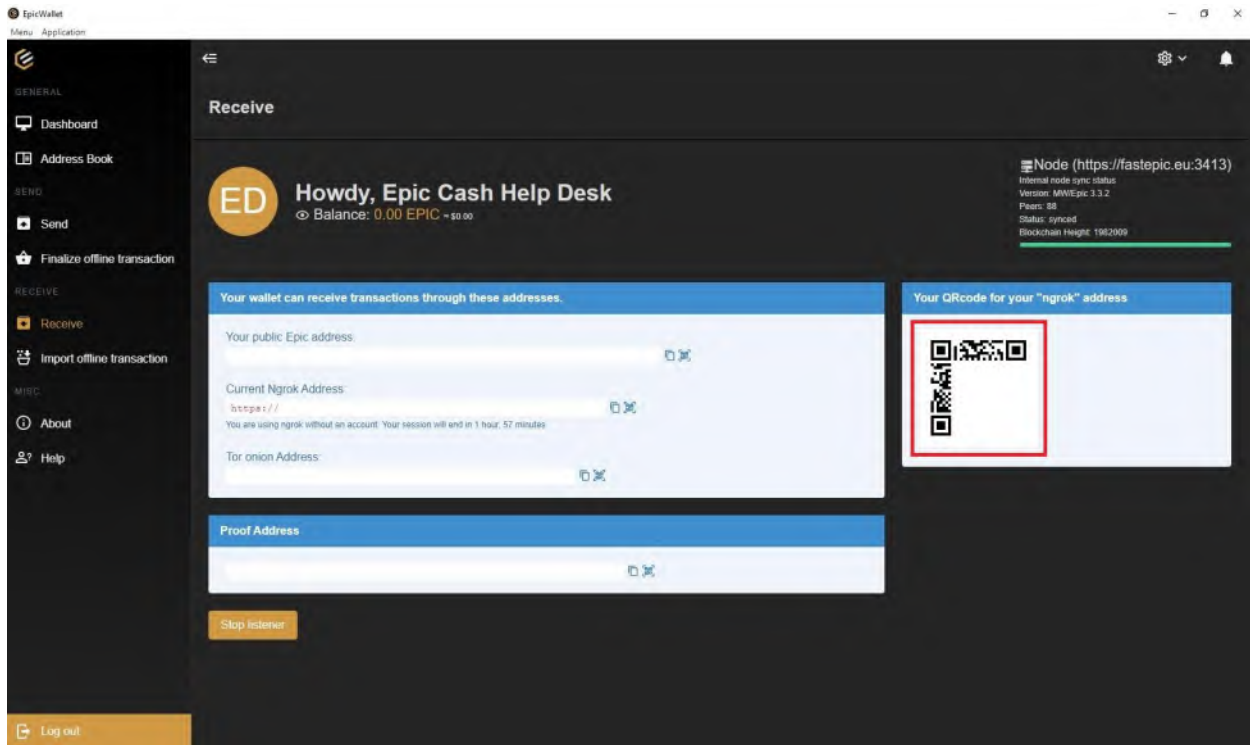 EpicWallet
Menu Application
GENERAL
Dashboard
Address Book
SEND
Send
Finalize offline transaction
RECEIVE
Receive
Import offline transaction
MISC
About
Help
Log out
Receive
ED
Howdy, Epic Cash Help Desk
Balance: 0.00 EPIC ≈ $0.00
Node (https://fastepic.eu:3413)
Internal node sync status
Version: MW/Epic 3.3.2
Peers: 88
Status: synced
Blockchain Height: 1982009
Your wallet can receive transactions through these addresses.
Your public Epic address:
Current Ngrok Address:
https://
You are using ngrok without an account. Your session will end in 1 hour, 57 minutes
Tor onion Address:
Your QRcode for your "ngrok" address
Proof Address
Stop listener